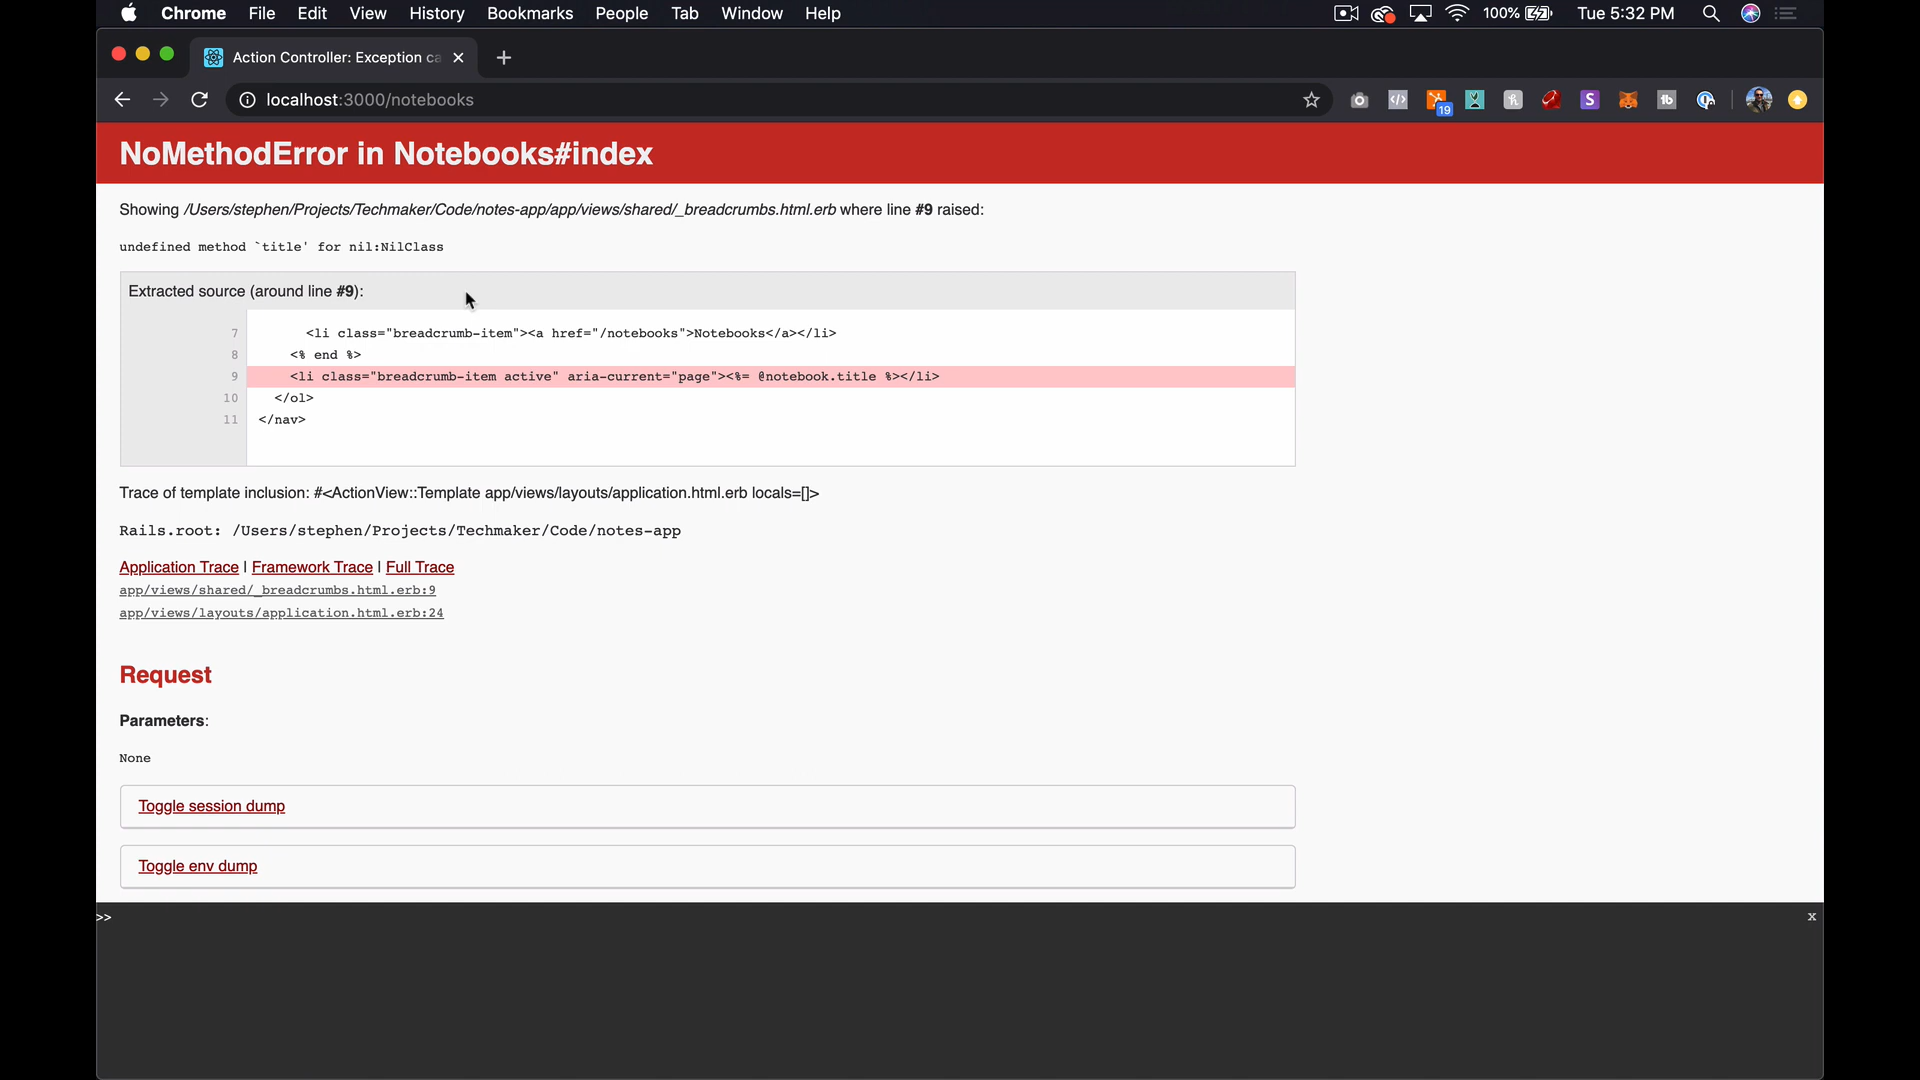 Chrome File Edit View History Bookmarks People Tab Window Help 100% Tue 5:32 PM
Action Controller: Exception ca
localhost:3000/notebooks
19
NoMethodError in Notebooks#index
Showing /Users/stephen/Projects/Techmaker/Code/notes-app/app/views/shared/_breadcrumbs.html.erb where line #9 raised:
undefined method `title' for nil:NilClass
Extracted source (around line #9):
7 <li class="breadcrumb-item"><a href="/notebooks">Notebooks</a></li>
8 <% end %>
9 <li class="breadcrumb-item active" aria-current="page"><%= @notebook.title %></li>
10 </ol>
11 </nav>
Trace of template inclusion: #<ActionView::Template app/views/layouts/application.html.erb locals=[]>
Rails.root: /Users/stephen/Projects/Techmaker/Code/notes-app
Application Trace | Framework Trace | Full Trace
app/views/shared/_breadcrumbs.html.erb:9
app/views/layouts/application.html.erb:24
Request
Parameters:
None
Toggle session dump
Toggle env dump
>> x